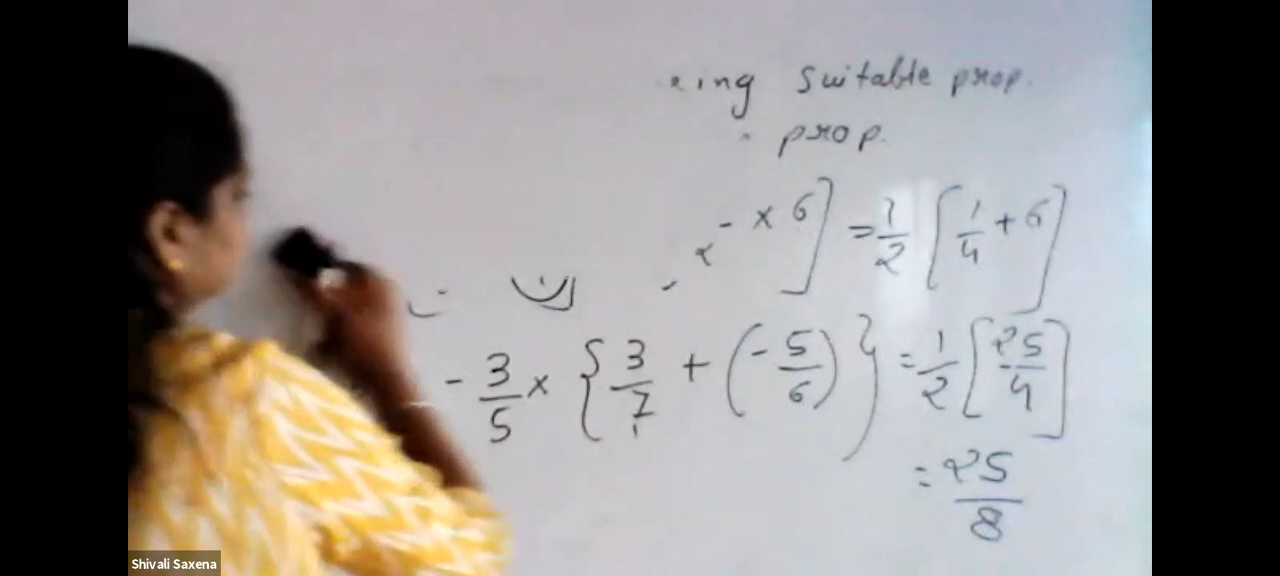 ing suitable prop.
prop.
x 6] = 1/2 [1/4 + 6]
- 3/5 x {3/7 + (- 5/6)} = 1/2 [25/4]
= 25/8
Shivali Saxena